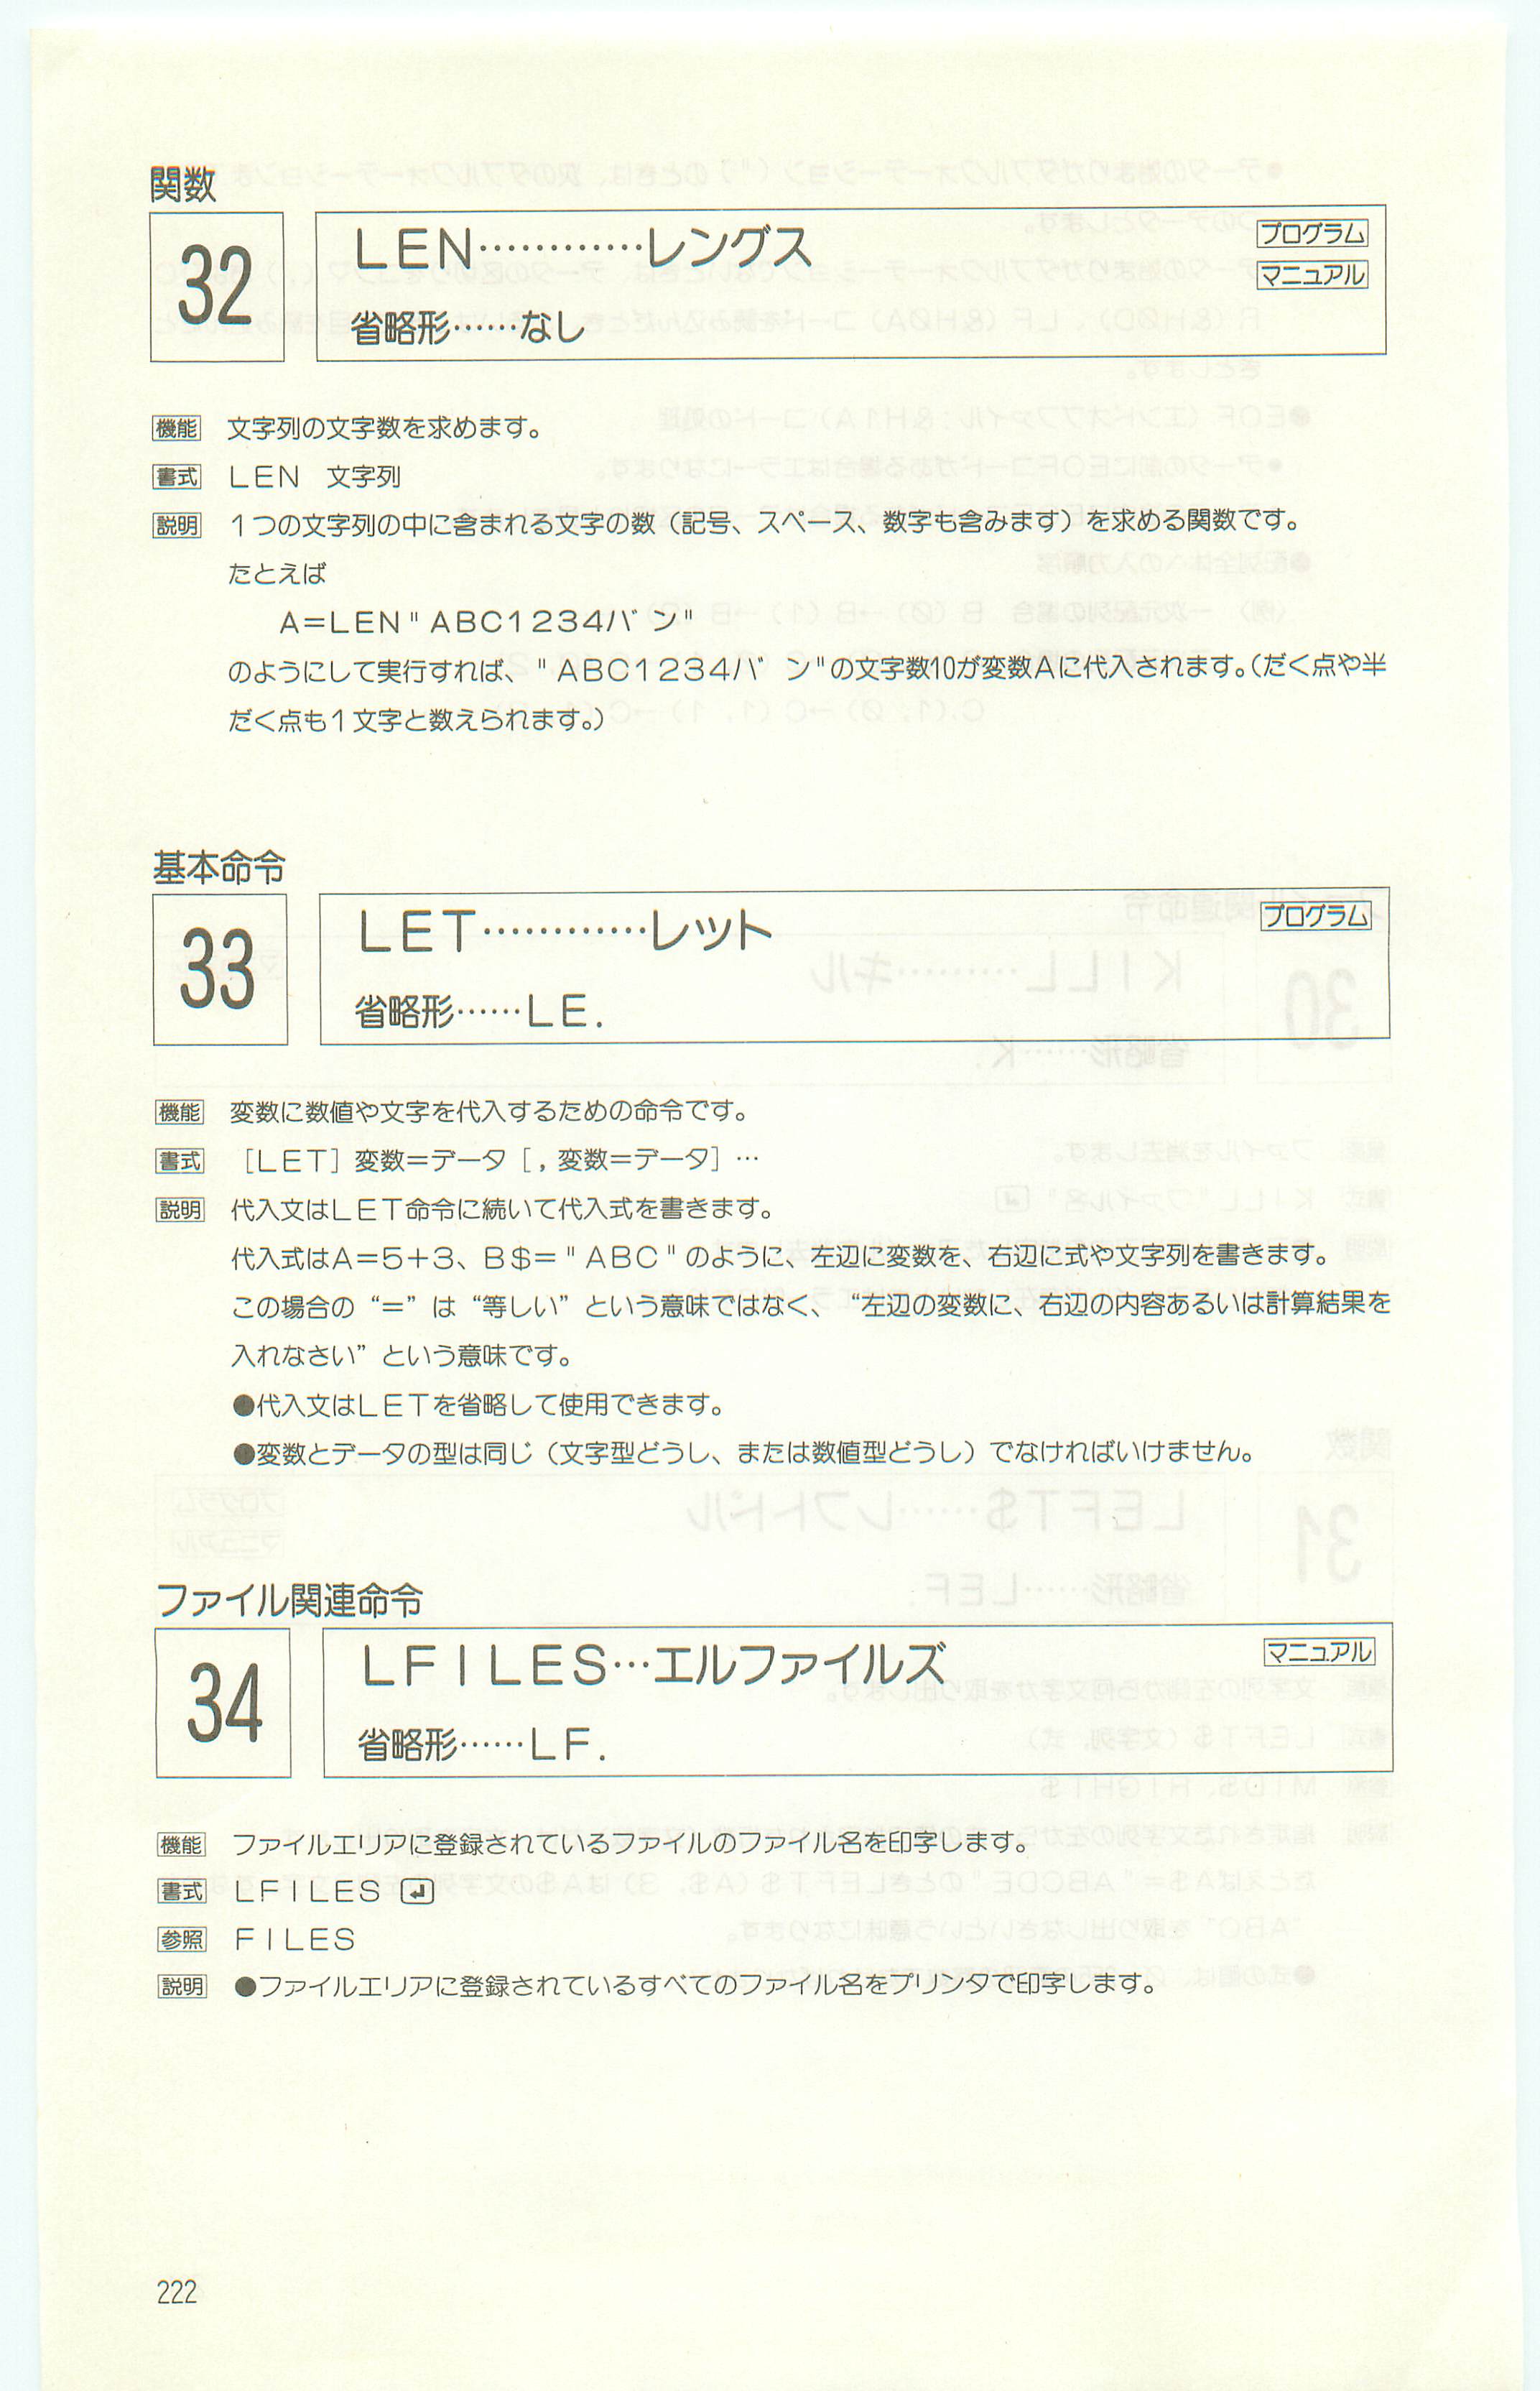 関数
32
LEN…………レングス
プログラム
マニュアル
省略形……なし
機能 文字列の文字数を求めます。
書式 LEN 文字列
説明 1つの文字列の中に含まれる文字の数（記号、スペース、数字も含みます）を求める関数です。
たとえば
A=LEN"ABC1234バン"
のようにして実行すれば、"ABC1234バン"の文字数10が変数Aに代入されます。（だく点や半
だく点も1文字と数えられます。）
基本命令
33
LET…………レット
プログラム
省略形……LE.
機能 変数に数値や文字を代入するための命令です。
書式 [LET] 変数=データ [, 変数=データ] …
説明 代入文はLET命令に続いて代入式を書きます。
代入式はA=5+3、B$="ABC"のように、左辺に変数を、右辺に式や文字列を書きます。
この場合の“=”は“等しい”という意味ではなく、“左辺の変数に、右辺の内容あるいは計算結果を
入れなさい”という意味です。
●代入文はLETを省略して使用できます。
●変数とデータの型は同じ（文字型どうし、または数値型どうし）でなければいけません。
ファイル関連命令
34
LFILES…エルファイルズ
マニュアル
省略形……LF.
機能 ファイルエリアに登録されているファイルのファイル名を印字します。
書式 LFILES ↵
参照 FILES
説明 ●ファイルエリアに登録されているすべてのファイル名をプリンタで印字します。
222